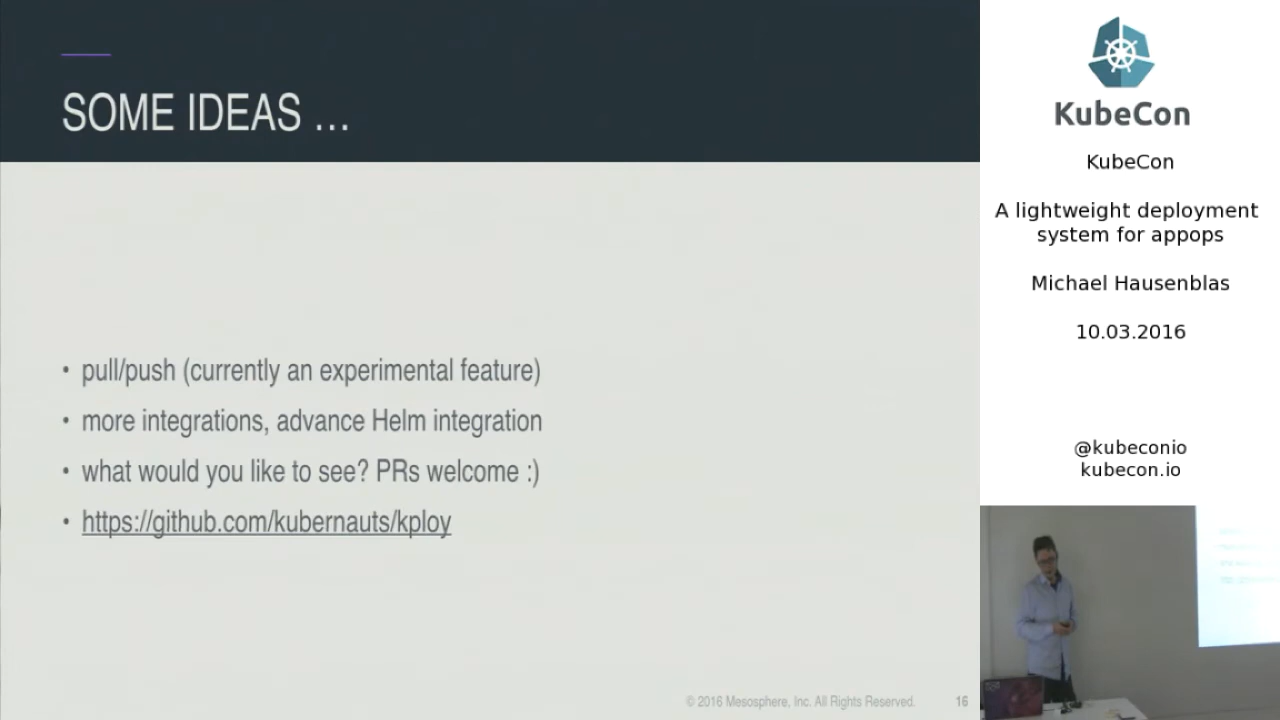 SOME IDEAS ...
• pull/push (currently an experimental feature)
• more integrations, advance Helm integration
• what would you like to see? PRs welcome :)
• https://github.com/kubernauts/kploy
© 2016 Mesosphere, Inc. All Rights Reserved.
16
KubeCon
KubeCon
A lightweight deployment
system for appops
Michael Hausenblas
10.03.2016
@kubeconio
kubecon.io